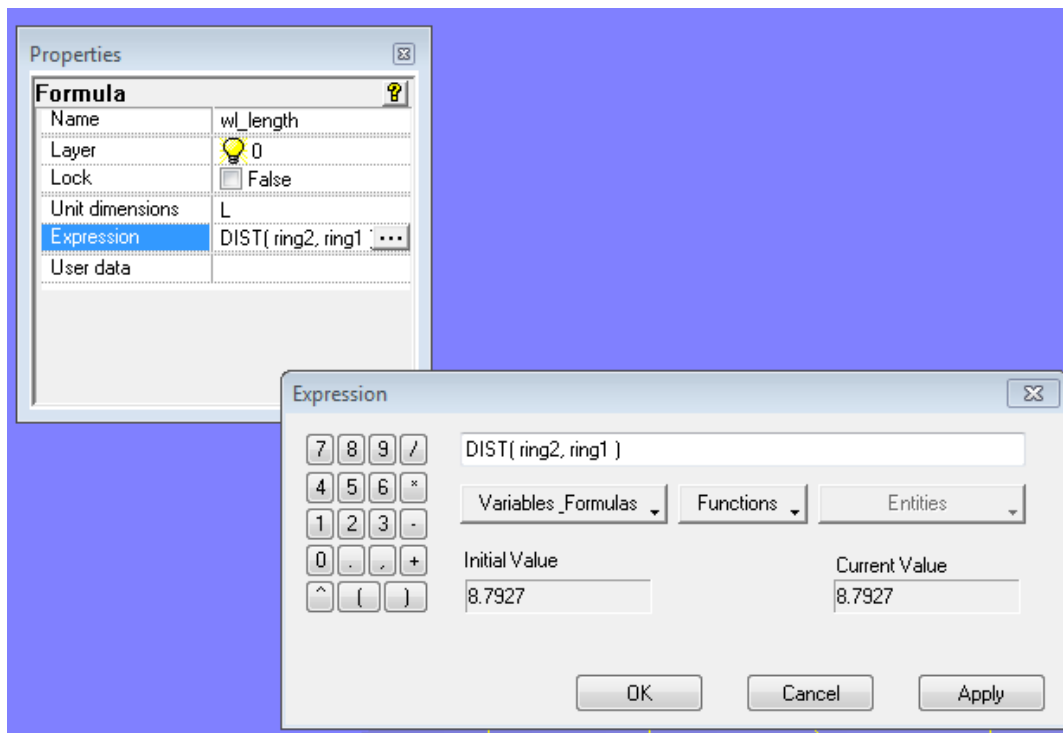 Properties
Formula
Name wl_length
Layer 0
Lock False
Unit dimensions L
Expression DIST( ring2, ring1 ) ...
User data
Expression
7 8 9 / DIST( ring2, ring1 )
4 5 6 * Variables_Formulas Functions Entities
1 2 3 -
0 . , + Initial Value Current Value
^ ( ) 8.7927 8.7927
OK Cancel Apply